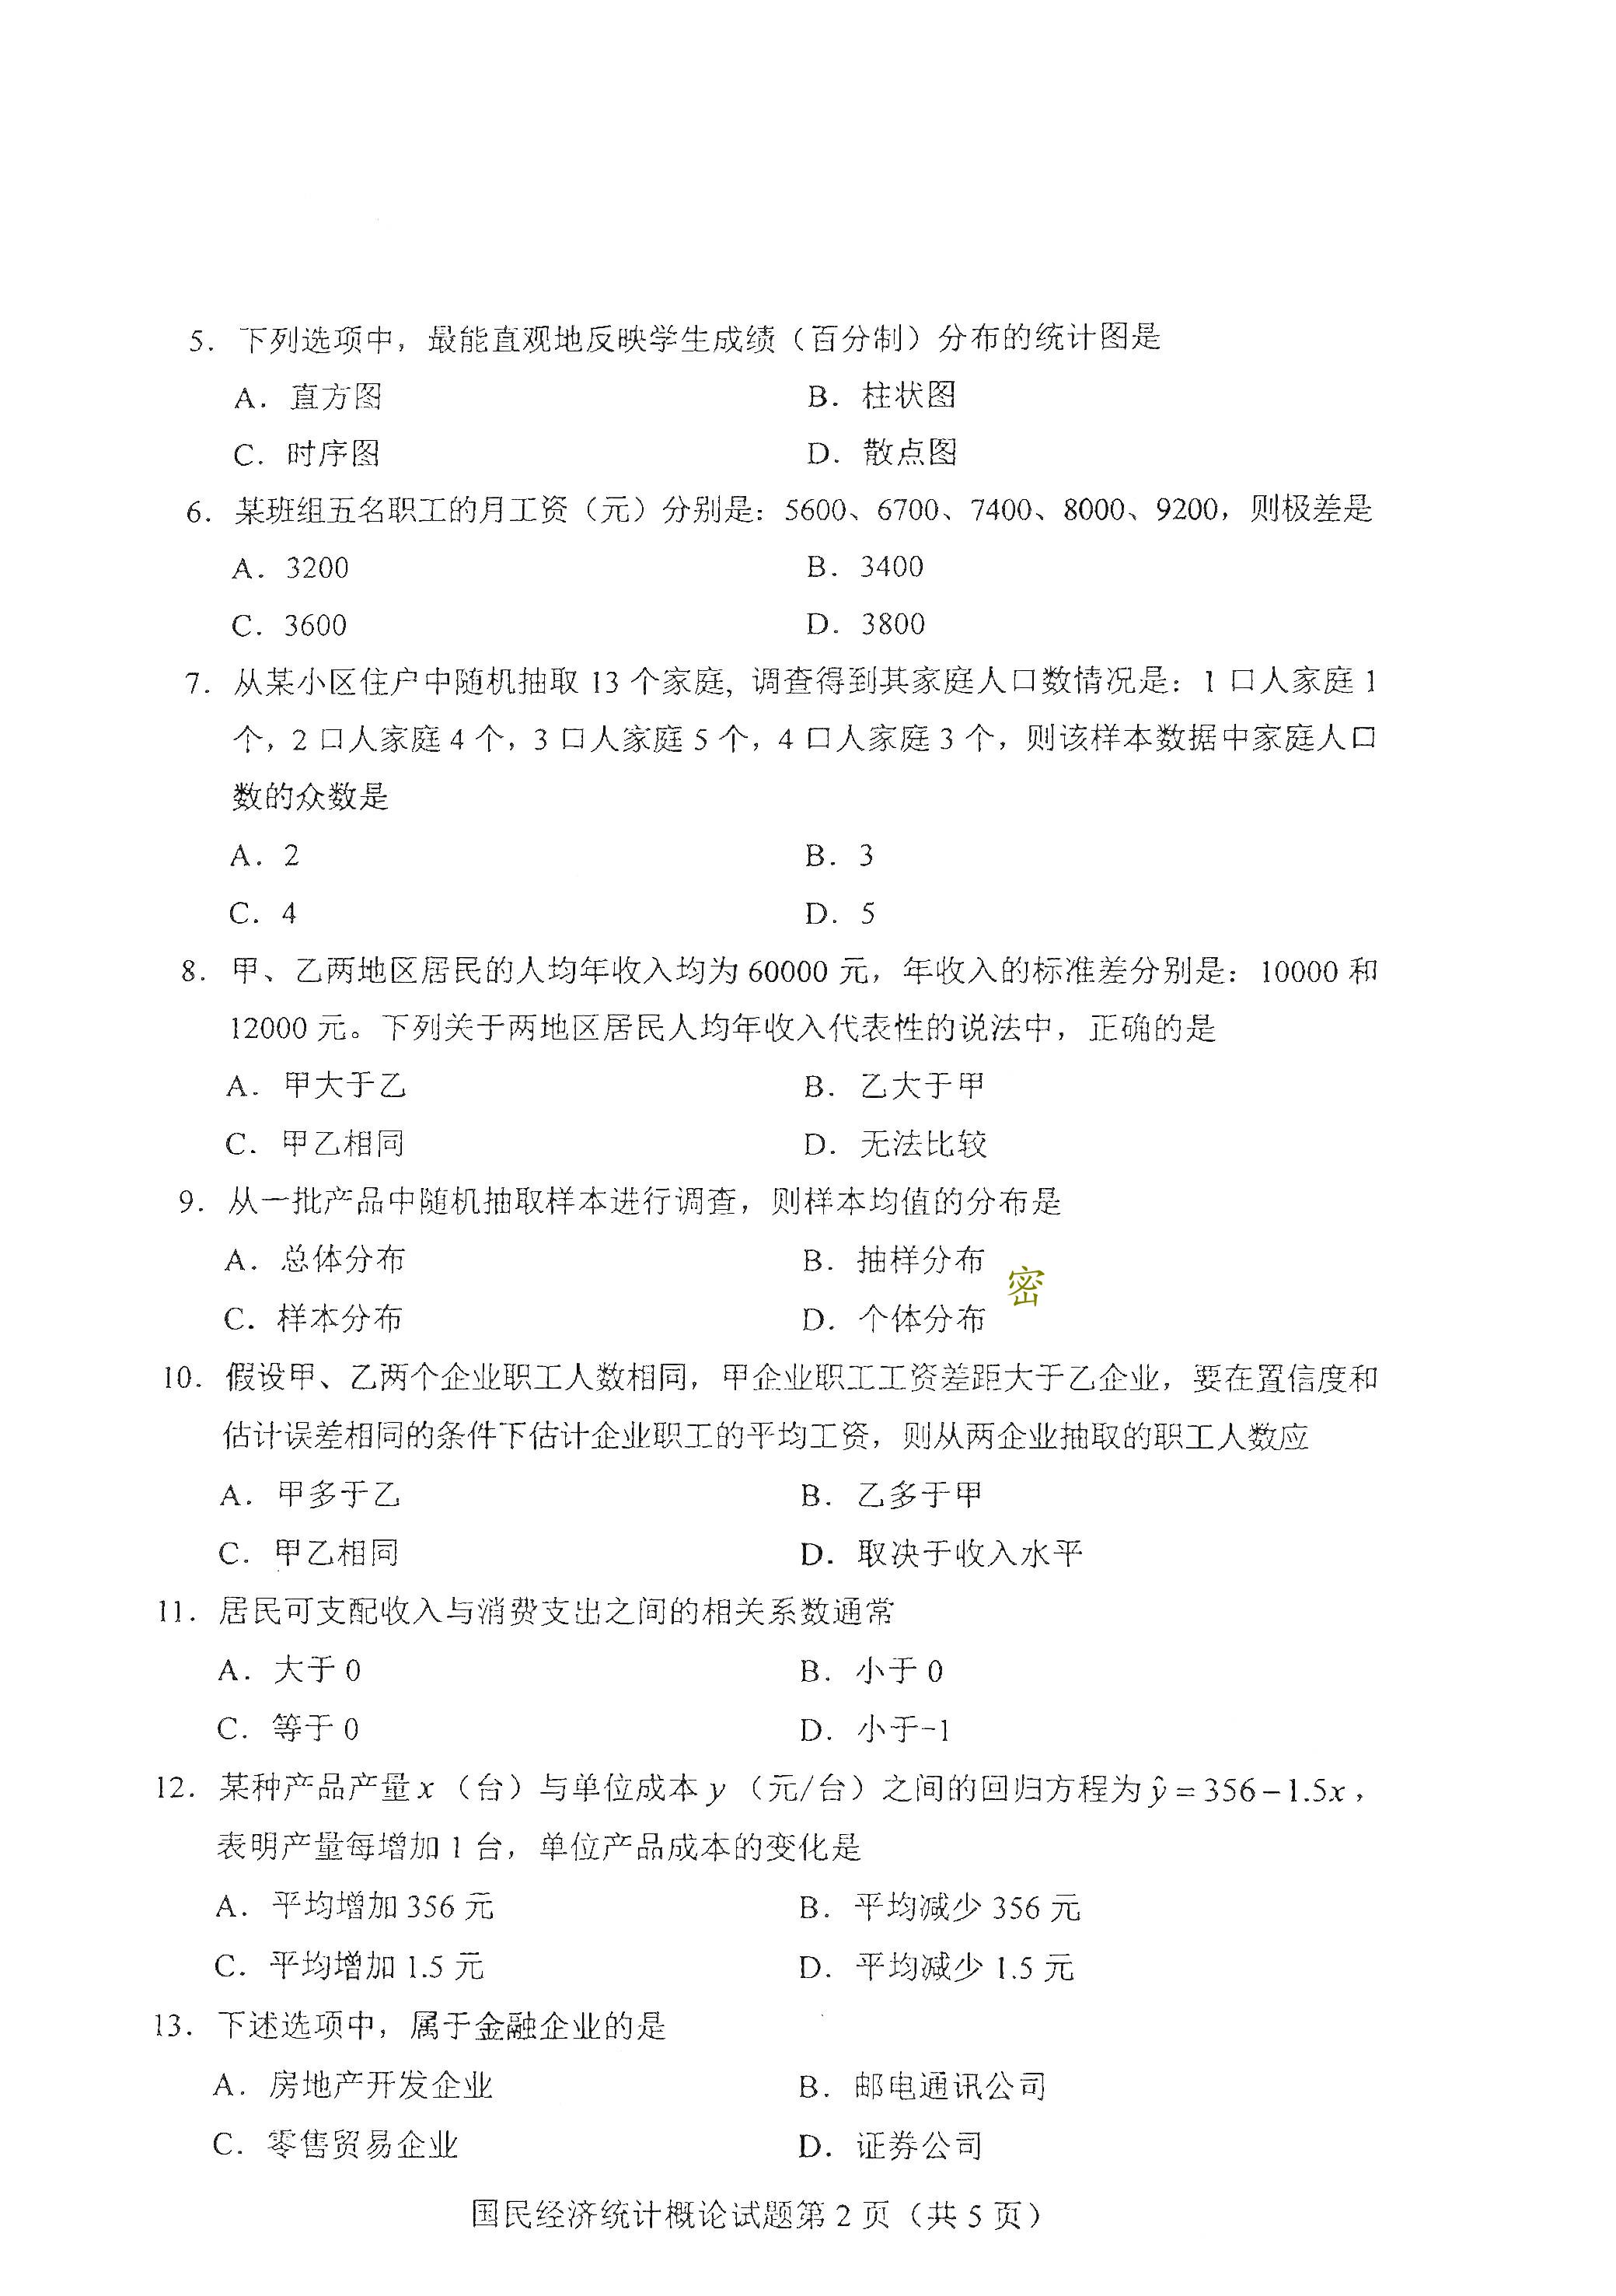 5. 下列选项中，最能直观地反映学生成绩（百分制）分布的统计图是
A. 直方图 B. 柱状图
C. 时序图 D. 散点图
6. 某班组五名职工的月工资（元）分别是：5600、6700、7400、8000、9200，则极差是
A. 3200 B. 3400
C. 3600 D. 3800
7. 从某小区住户中随机抽取 13 个家庭, 调查得到其家庭人口数情况是：1 口人家庭 1
个，2 口人家庭 4 个，3 口人家庭 5 个，4 口人家庭 3 个，则该样本数据中家庭人口
数的众数是
A. 2 B. 3
C. 4 D. 5
8. 甲、乙两地区居民的人均年收入均为 60000 元，年收入的标准差分别是：10000 和
12000 元。下列关于两地区居民人均年收入代表性的说法中，正确的是
A. 甲大于乙 B. 乙大于甲
C. 甲乙相同 D. 无法比较
9. 从一批产品中随机抽取样本进行调查，则样本均值的分布是
A. 总体分布 B. 抽样分布
密
C. 样本分布 D. 个体分布
10. 假设甲、乙两个企业职工人数相同，甲企业职工工资差距大于乙企业，要在置信度和
估计误差相同的条件下估计企业职工的平均工资，则从两企业抽取的职工人数应
A. 甲多于乙 B. 乙多于甲
C. 甲乙相同 D. 取决于收入水平
11. 居民可支配收入与消费支出之间的相关系数通常
A. 大于 0 B. 小于 0
C. 等于 0 D. 小于-1
12. 某种产品产量 x （台）与单位成本 y （元/台）之间的回归方程为 ŷ = 356 − 1.5x，
表明产量每增加 1 台，单位产品成本的变化是
A. 平均增加 356 元 B. 平均减少 356 元
C. 平均增加 1.5 元 D. 平均减少 1.5 元
13. 下述选项中，属于金融企业的是
A. 房地产开发企业 B. 邮电通讯公司
C. 零售贸易企业 D. 证券公司
国民经济统计概论试题第 2 页（共 5 页）